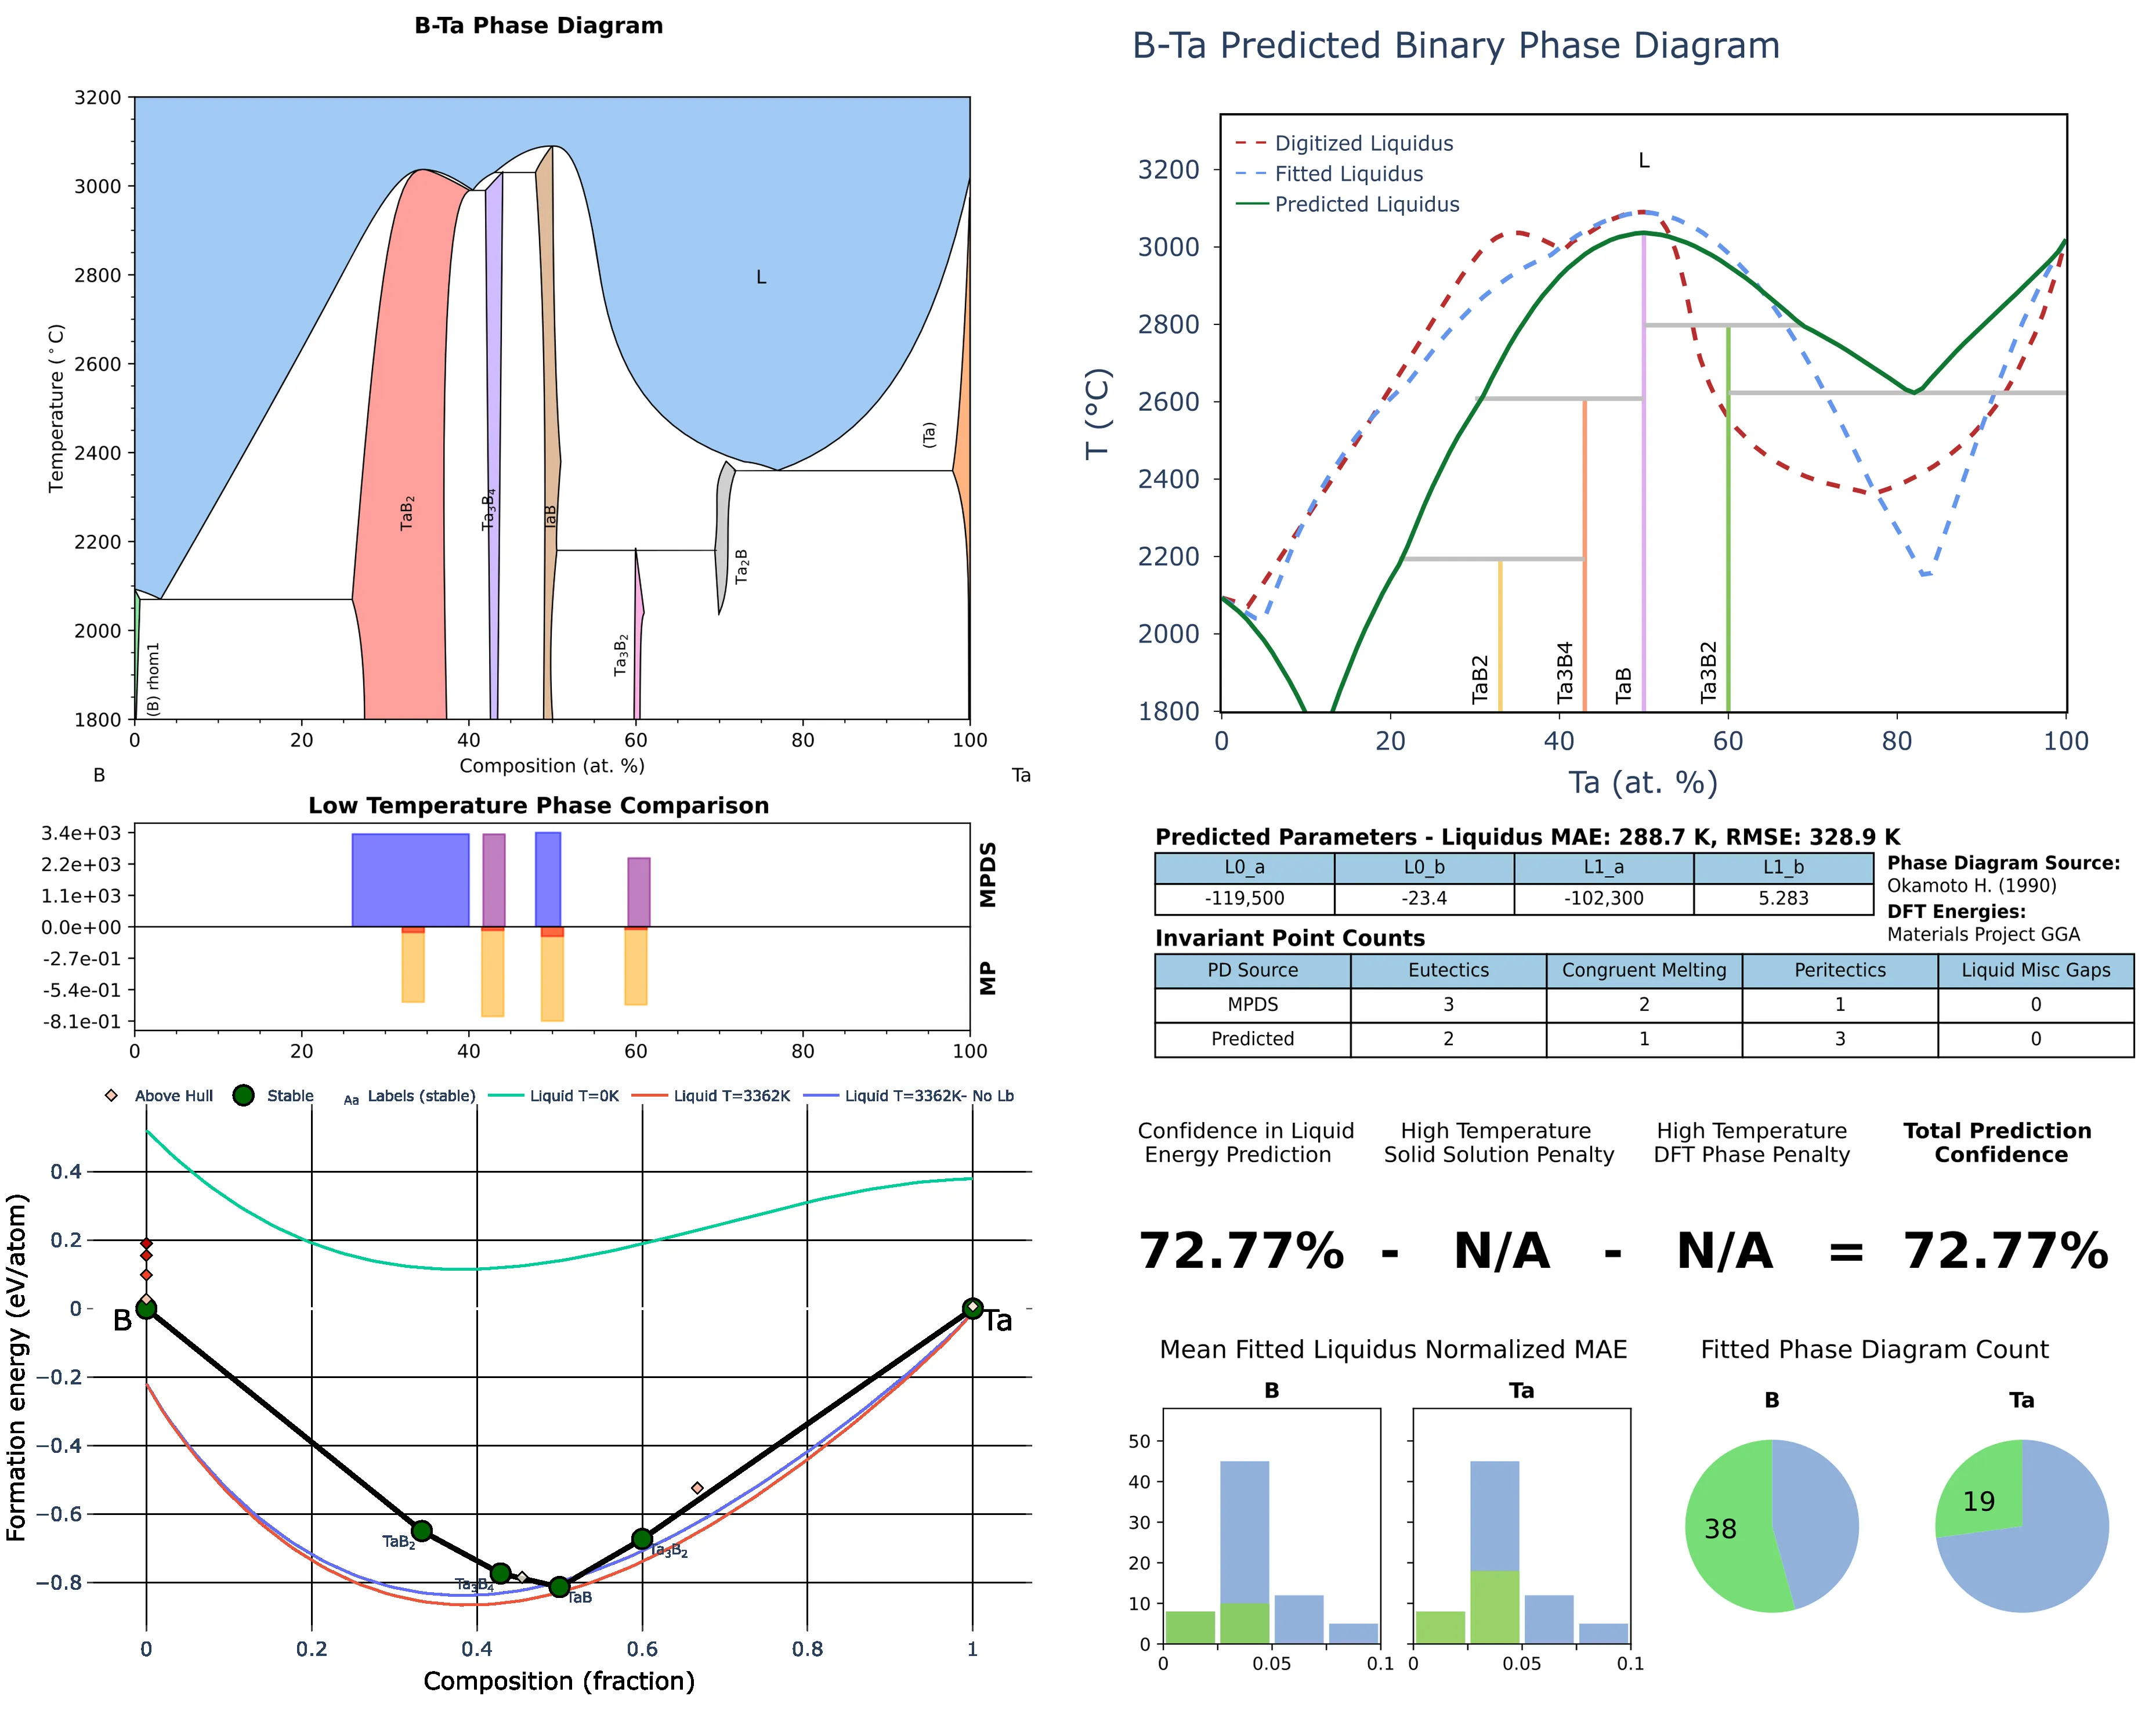 B-Ta Phase Diagram
3200
3000
2800
2600
2400
2200
2000
1800
Temperature (°C)
L
TaB2
Ta3B4
TaB
Ta3B2
Ta2B
(Ta)
(B) rhom1
0 20 40 60 80 100
Composition (at. %)
B Ta
Low Temperature Phase Comparison
3.4e+03
2.2e+03
1.1e+03
0.0e+00
-2.7e-01
-5.4e-01
-8.1e-01
MPDS
MP
0 20 40 60 80 100
Above Hull Stable Aa Labels (stable) Liquid T=0K Liquid T=3362K Liquid T=3362K- No Lb
0.4
0.2
0
−0.2
−0.4
−0.6
−0.8
Formation energy (eV/atom)
B
Ta
TaB2
Ta3B4
TaB
Ta3B2
0 0.2 0.4 0.6 0.8 1
Composition (fraction)
B-Ta Predicted Binary Phase Diagram
Digitized Liquidus
Fitted Liquidus
Predicted Liquidus
L
3200
3000
2800
2600
2400
2200
2000
1800
T (°C)
TaB2
Ta3B4
TaB
Ta3B2
0 20 40 60 80 100
Ta (at. %)
Predicted Parameters - Liquidus MAE: 288.7 K, RMSE: 328.9 K
L0_a L0_b L1_a L1_b
-119,500 -23.4 -102,300 5.283
Phase Diagram Source:
Okamoto H. (1990)
DFT Energies:
Materials Project GGA
Invariant Point Counts
PD Source Eutectics Congruent Melting Peritectics Liquid Misc Gaps
MPDS 3 2 1 0
Predicted 2 1 3 0
Confidence in Liquid
Energy Prediction
High Temperature
Solid Solution Penalty
High Temperature
DFT Phase Penalty
Total Prediction
Confidence
72.77% - N/A - N/A = 72.77%
Mean Fitted Liquidus Normalized MAE
B Ta
50
40
30
20
10
0
0 0.05 0.1
0 0.05 0.1
Fitted Phase Diagram Count
B Ta
38
19